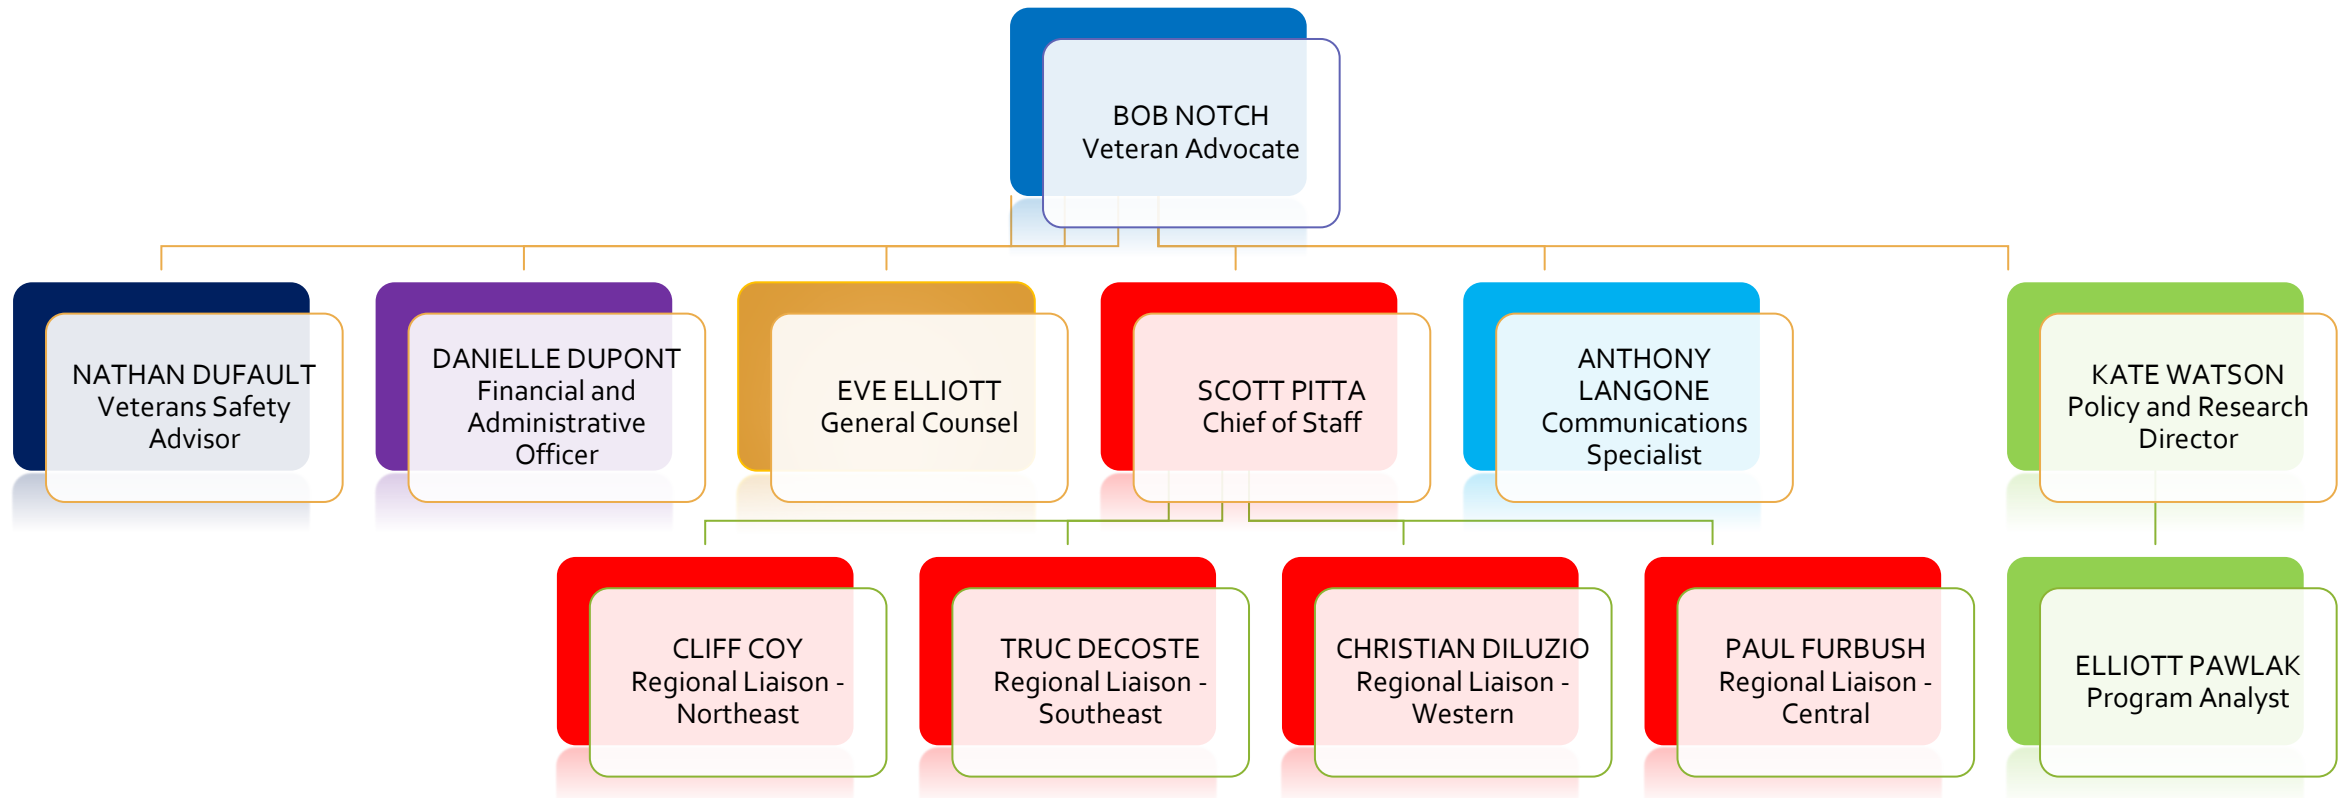 BOB NOTCH
Veteran Advocate
NATHAN DUFAULT
Veterans Safety
Advisor
DANIELLE DUPONT
Financial and
Administrative
Officer
EVE ELLIOTT
General Counsel
SCOTT PITTA
Chief of Staff
ANTHONY
LANGONE
Communications
Specialist
KATE WATSON
Policy and Research
Director
CLIFF COY
Regional Liaison -
Northeast
TRUC DECOSTE
Regional Liaison -
Southeast
CHRISTIAN DILUZIO
Regional Liaison -
Western
PAUL FURBUSH
Regional Liaison -
Central
ELLIOTT PAWLAK
Program Analyst